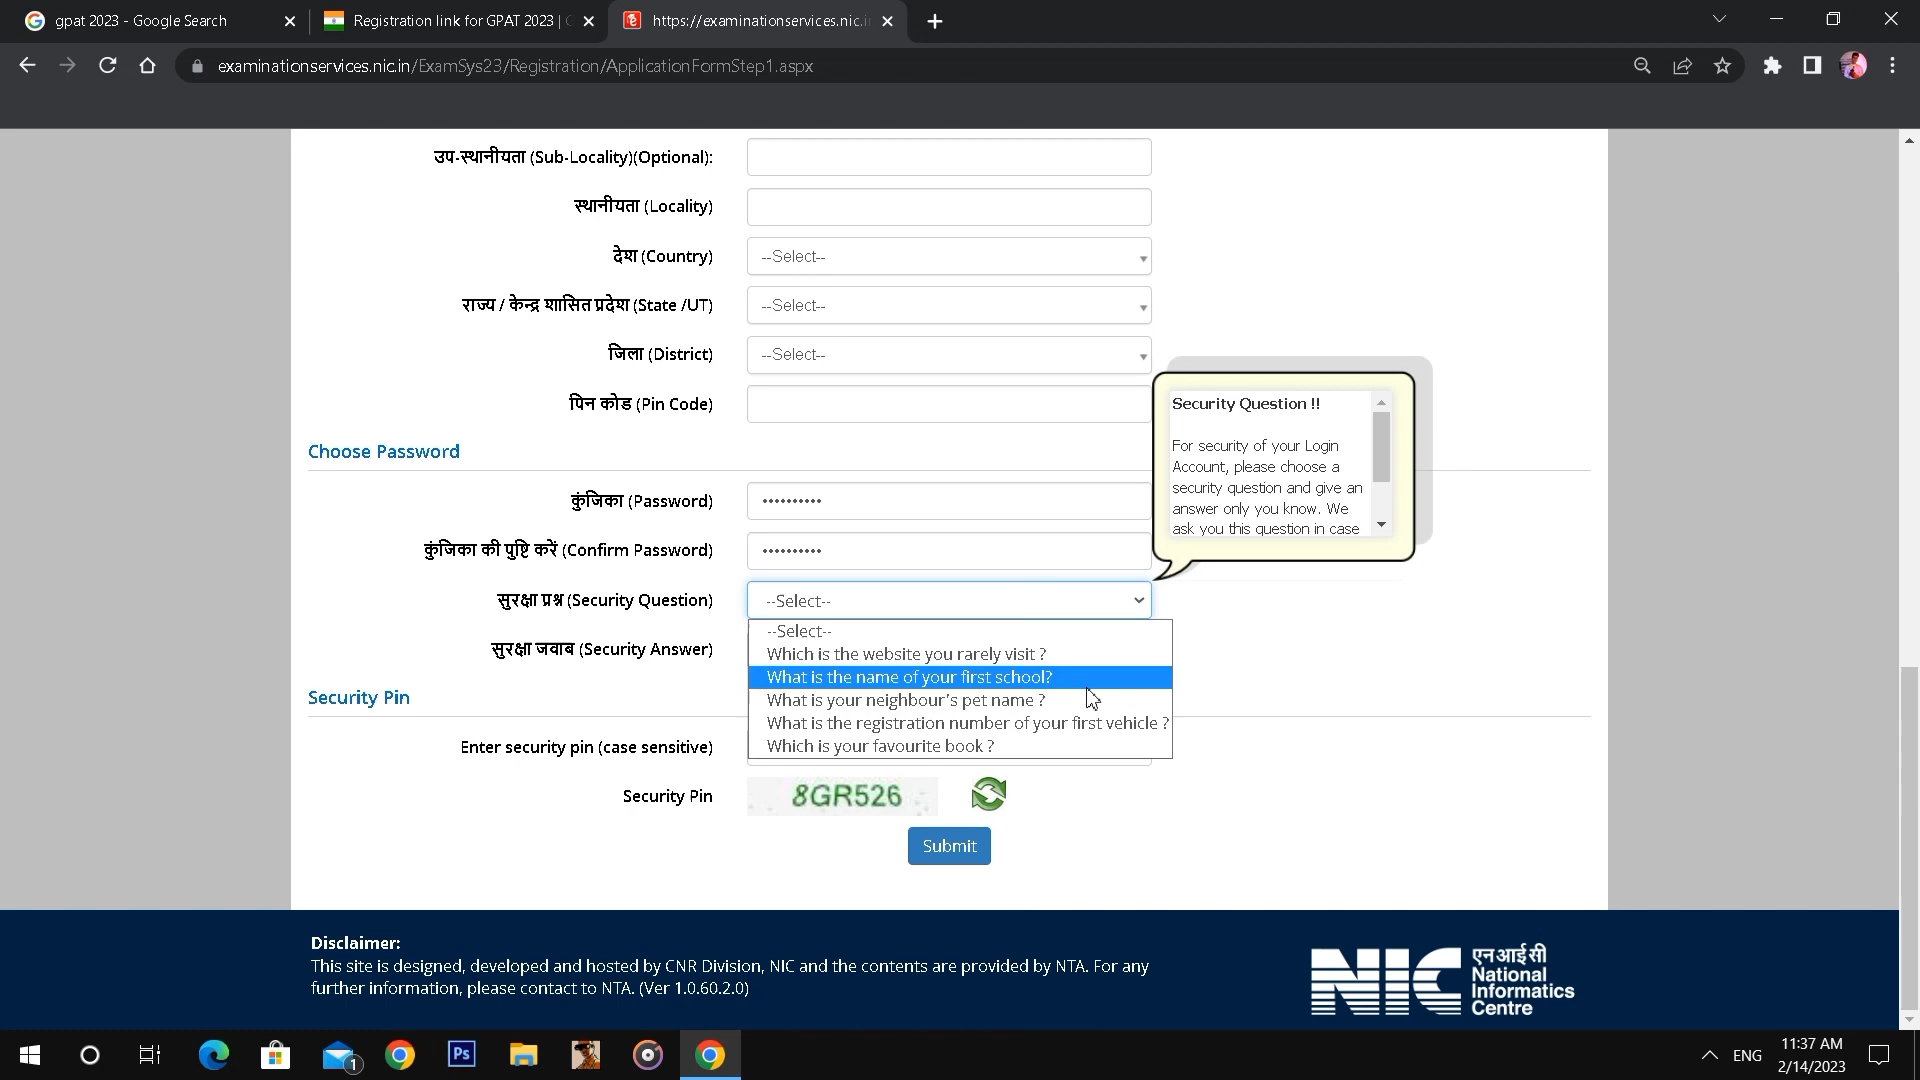 gpat 2023 - Google Search
Registration link for GPAT 2023 |
https://examinationservices.nic.in
examinationservices.nic.in/ExamSys23/Registration/ApplicationFormStep1.aspx
उप-स्थानीयता (Sub-Locality)(Optional):
स्थानीयता (Locality)
देश (Country)
--Select--
राज्य / केन्द्र शासित प्रदेश (State /UT)
--Select--
जिला (District)
--Select--
पिन कोड (Pin Code)
Security Question !!
For security of your Login
Account, please choose a
security question and give an
answer only you know. We
ask you this question in case
Choose Password
कुंजिका (Password)
कुंजिका की पुष्टि करें (Confirm Password)
सुरक्षा प्रश्न (Security Question)
--Select--
--Select--
Which is the website you rarely visit ?
सुरक्षा जवाब (Security Answer)
What is the name of your first school?
What is your neighbour's pet name ?
What is the registration number of your first vehicle ?
Which is your favourite book ?
Security Pin
Enter security pin (case sensitive)
Security Pin
8GR526
Submit
Disclaimer:
This site is designed, developed and hosted by CNR Division, NIC and the contents are provided by NTA. For any
further information, please contact to NTA. (Ver 1.0.60.2.0)
NIC
एनआईसी
National
Informatics
Centre
1
Ps
ENG
11:37 AM
2/14/2023